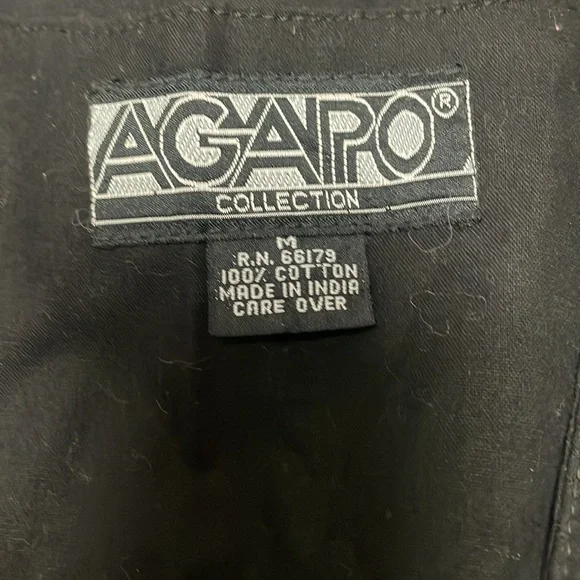 AGAPO®
COLLECTION
M
R.N. 66179
100% COTTON
MADE IN INDIA
CARE OVER